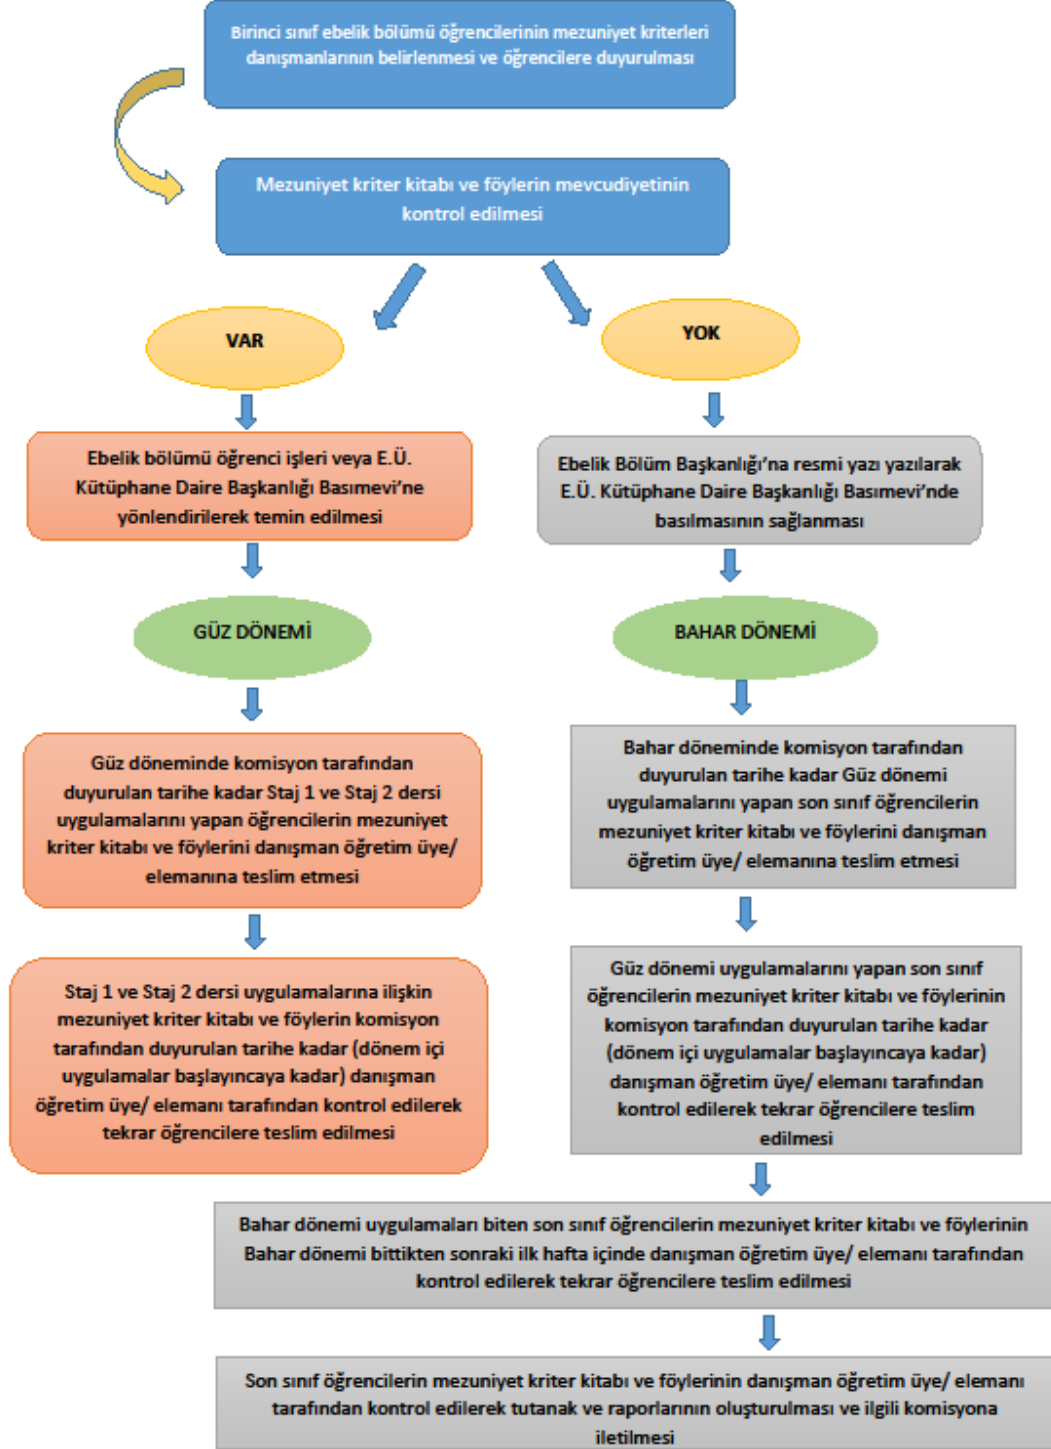 Birinci sınıf ebelik bölümü öğrencilerinin mezuniyet kriterleri
danışmanlarının belirlenmesi ve öğrencilere duyurulması
Mezuniyet kriter kitabı ve föylerin mevcudiyetinin
kontrol edilmesi
VAR
YOK
Ebelik bölümü öğrenci işleri veya E.Ü.
Kütüphane Daire Başkanlığı Basımevi'ne
yönlendirilerek temin edilmesi
Ebelik Bölüm Başkanlığı'na resmi yazı yazılarak
E.Ü. Kütüphane Daire Başkanlığı Basımevi'nde
basılmasının sağlanması
GÜZ DÖNEMİ
BAHAR DÖNEMİ
Güz döneminde komisyon tarafından
duyurulan tarihe kadar Staj 1 ve Staj 2 dersi
uygulamalarını yapan öğrencilerin mezuniyet
kriter kitabı ve föylerini danışman öğretim üye/
elemanına teslim etmesi
Bahar döneminde komisyon tarafından
duyurulan tarihe kadar Güz dönemi
uygulamalarını yapan son sınıf öğrencilerin
mezuniyet kriter kitabı ve föylerini danışman
öğretim üye/ elemanına teslim etmesi
Staj 1 ve Staj 2 dersi uygulamalarına ilişkin
mezuniyet kriter kitabı ve föylerin komisyon
tarafından duyurulan tarihe kadar (dönem içi
uygulamalar başlayıncaya kadar) danışman
öğretim üye/ elemanı tarafından kontrol edilerek
tekrar öğrencilere teslim edilmesi
Güz dönemi uygulamalarını yapan son sınıf
öğrencilerin mezuniyet kriter kitabı ve föylerinin
komisyon tarafından duyurulan tarihe kadar
(dönem içi uygulamalar başlayıncaya kadar)
danışman öğretim üye/ elemanı tarafından
kontrol edilerek tekrar öğrencilere teslim
edilmesi
Bahar dönemi uygulamaları biten son sınıf öğrencilerin mezuniyet kriter kitabı ve föylerinin
Bahar dönemi bittikten sonraki ilk hafta içinde danışman öğretim üye/ elemanı tarafından
kontrol edilerek tekrar öğrencilere teslim edilmesi
Son sınıf öğrencilerin mezuniyet kriter kitabı ve föylerinin danışman öğretim üye/ elemanı
tarafından kontrol edilerek tutanak ve raporlarının oluşturulması ve ilgili komisyona
iletilmesi